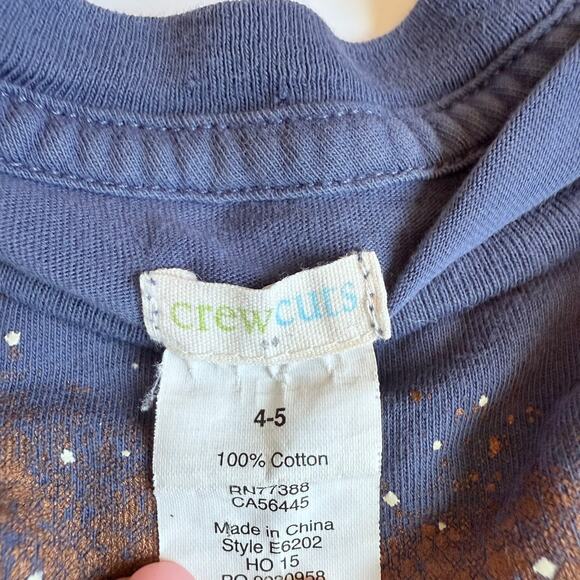 crewcuts
4-5
100% Cotton
RN77388
CA56445
Made in China
Style E6202
HO 15